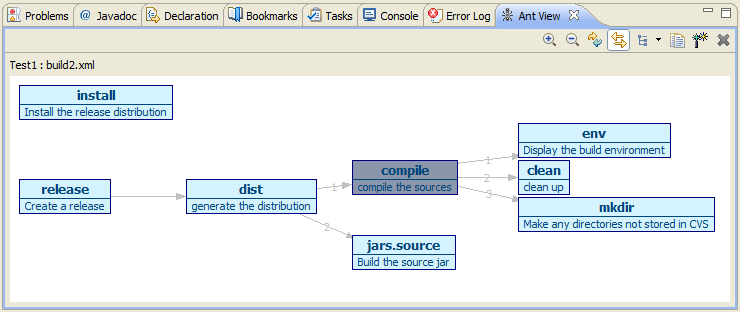 Problems Javadoc Declaration Bookmarks Tasks Console Error Log Ant View
Test1 : build2.xml
install
Install the release distribution
env
Display the build environment
compile
compile the sources
1
2
3
clean
clean up
release
Create a release
dist
generate the distribution
1
2
mkdir
Make any directories not stored in CVS
jars.source
Build the source jar